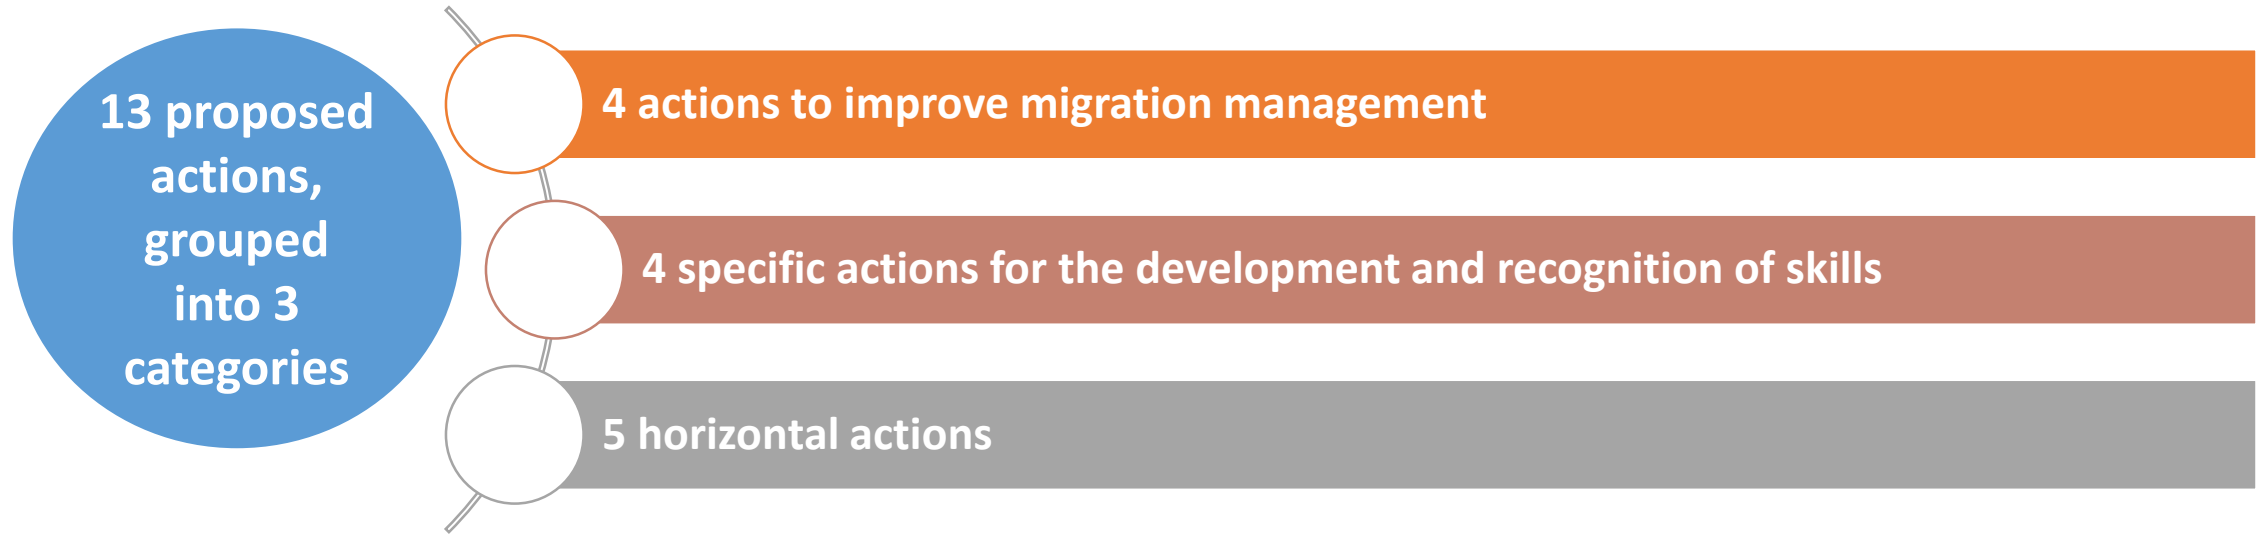 13 proposed
actions,
grouped
into 3
categories
4 actions to improve migration management
4 specific actions for the development and recognition of skills
5 horizontal actions